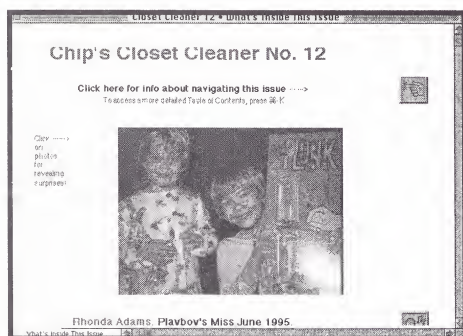 Closet Cleaner 12 • What's Inside This Issue
Chip's Closet Cleaner No. 12
Click here for info about navigating this issue ----->
To access a more detailed Table of Contents, press ⌘-K
Click ----->
on
photos
for
revealing
surprises!
Rhonda Adams, Playboy's Miss June 1995.
What's Inside This Issue